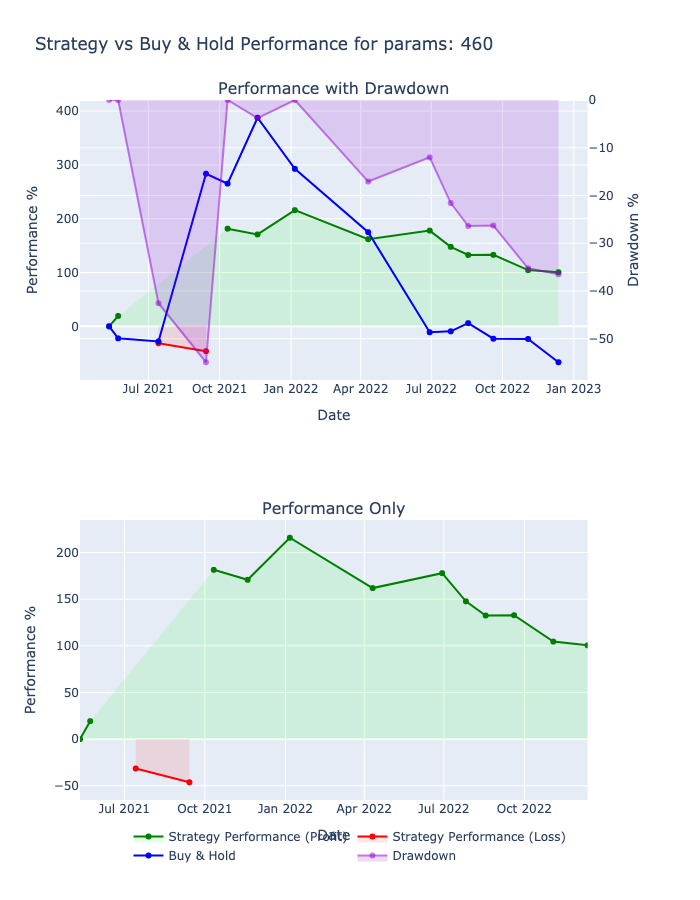 Strategy vs Buy & Hold Performance for params: 460
Performance with Drawdown
400
300
200
100
0
Performance %
0
−10
−20
−30
−40
−50
Drawdown %
Jul 2021
Oct 2021
Jan 2022
Apr 2022
Jul 2022
Oct 2022
Jan 2023
Date
Performance Only
200
150
100
50
0
−50
Performance %
Jul 2021
Oct 2021
Jan 2022
Apr 2022
Jul 2022
Oct 2022
Date
Strategy Performance (Profit)
Strategy Performance (Loss)
Buy & Hold
Drawdown